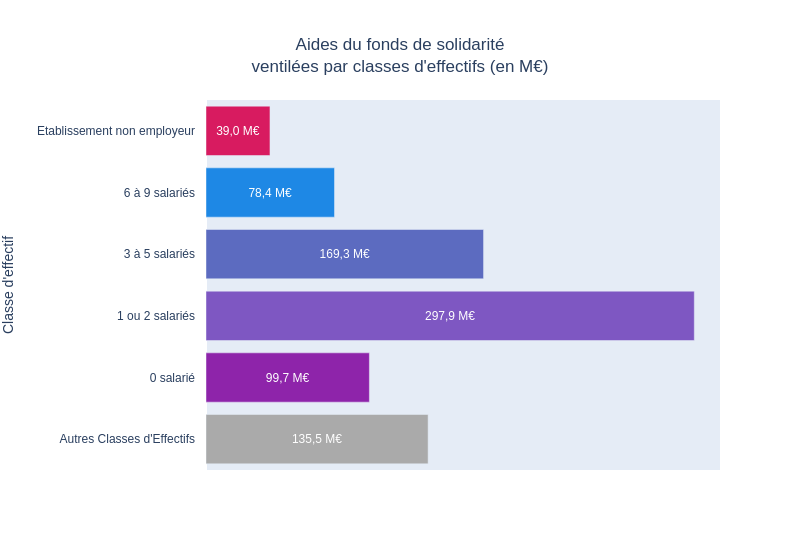 Aides du fonds de solidarité
ventilées par classes d'effectifs (en M€)
Classe d'effectif
Etablissement non employeur
39,0 M€
6 à 9 salariés
78,4 M€
3 à 5 salariés
169,3 M€
1 ou 2 salariés
297,9 M€
0 salarié
99,7 M€
Autres Classes d'Effectifs
135,5 M€